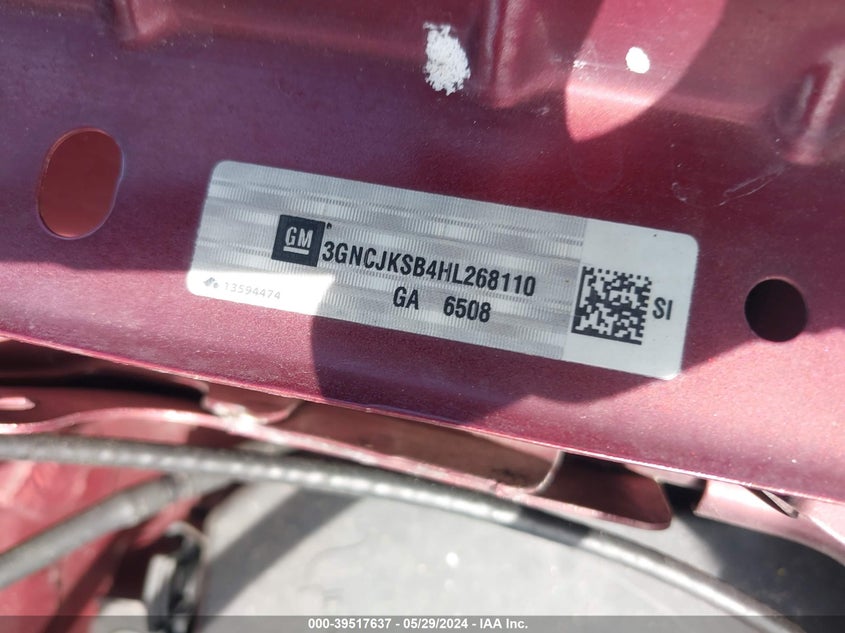 GM
3GNCJKSB4HL268110
13594474
GA 6508
SI
000-39517637 - 05/29/2024 - IAA Inc.